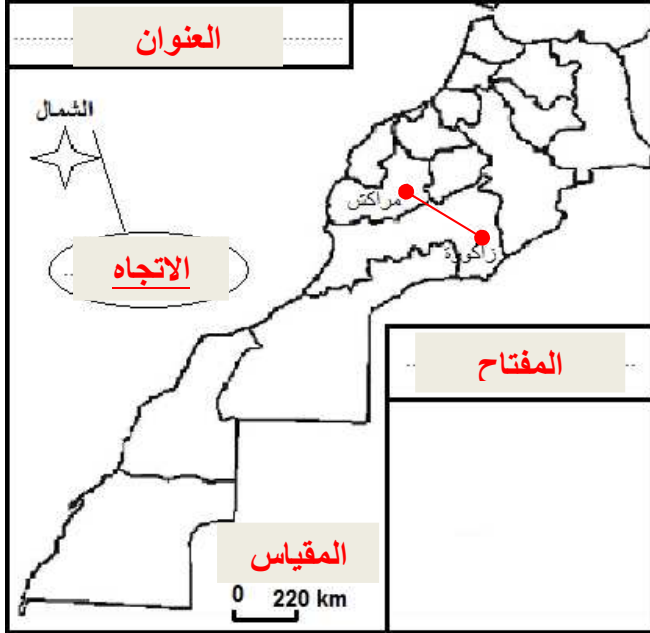 العنوان
الشمال
مراكش
زاكورة
الاتجاه
المفتاح
المقياس
0 220 km